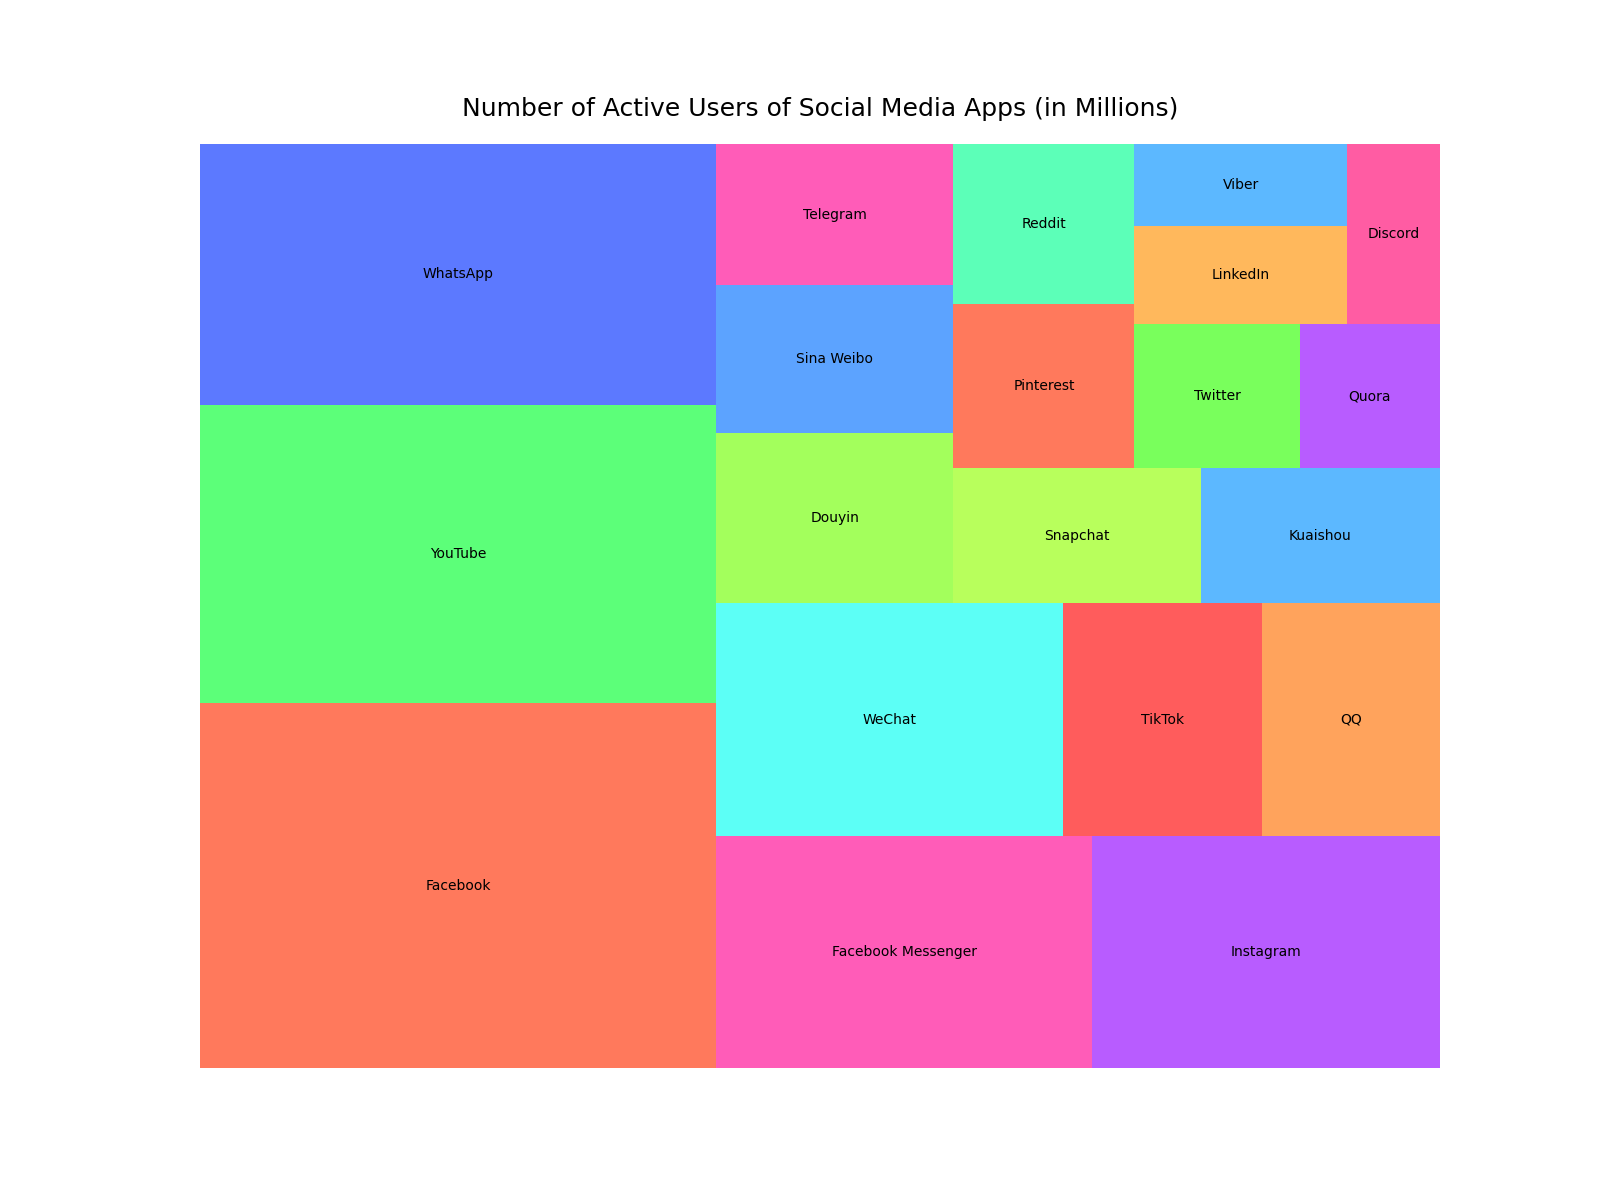 Number of Active Users of Social Media Apps (in Millions)
WhatsApp
YouTube
Facebook
Telegram
Sina Weibo
Douyin
Reddit
Pinterest
Viber
LinkedIn
Discord
Twitter
Quora
Snapchat
Kuaishou
WeChat
TikTok
QQ
Facebook Messenger
Instagram